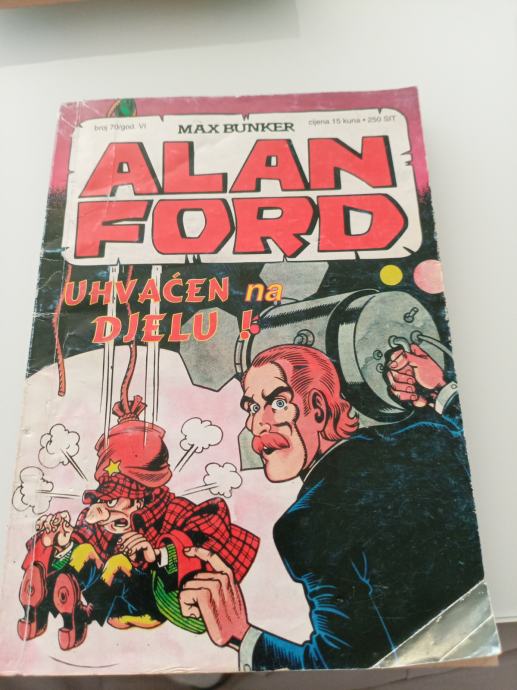 broj 70/god. VI
MAX BUNKER
cijena 15 kuna • 250 SIT
ALAN
FORD
UHVAĆEN na
DJELU !